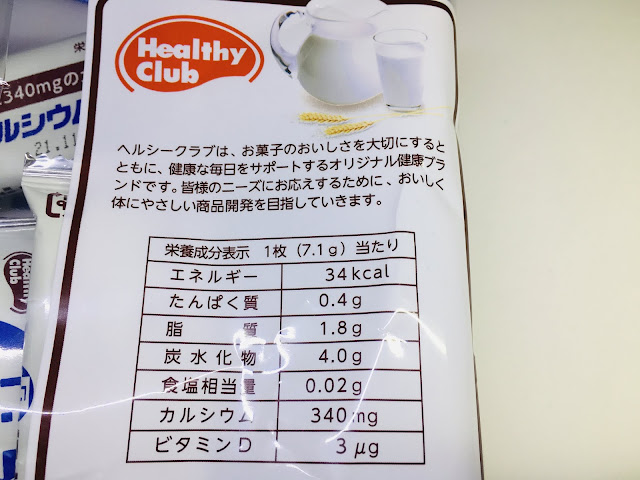 Healthy
Club
栄
340mgの
ルシウム
21.11
す
Healthy
Club
ヘルシークラブは、お菓子のおいしさを大切にすると
ともに、健康な毎日をサポートするオリジナル健康ブラ
ンドです。皆様のニーズにお応えするために、おいしく
体にやさしい商品開発を目指していきます。
栄養成分表示 1枚(7.1g)当たり
エネルギー 34kcal
たんぱく質 0.4g
脂質 1.8g
炭水化物 4.0g
食塩相当量 0.02g
カルシウム 340mg
ビタミンD 3μg